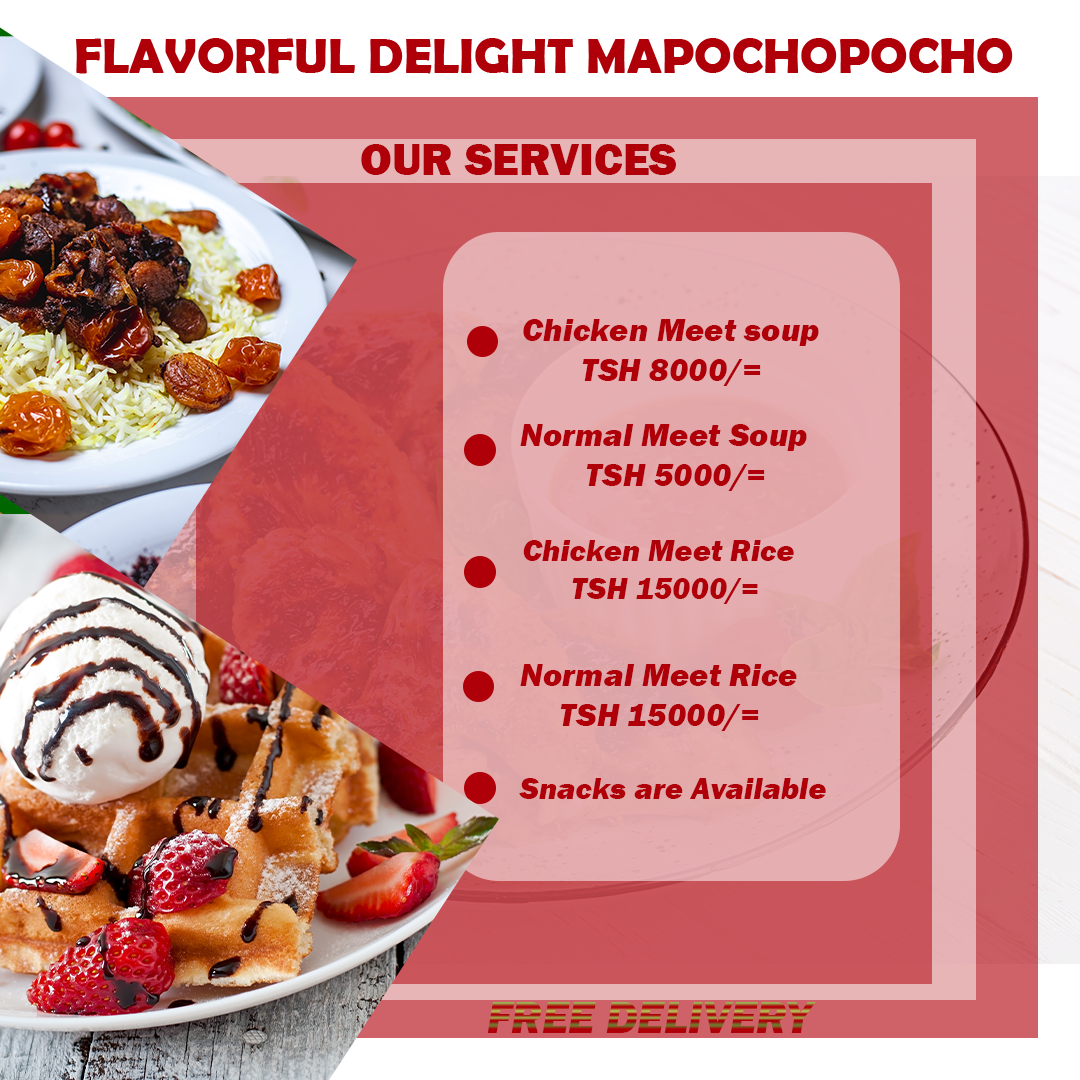 FLAVORFUL DELIGHT MAPOCHOPOCHO
OUR SERVICES
Chicken Meet soup
TSH 8000/=
Normal Meet Soup
TSH 5000/=
Chicken Meet Rice
TSH 15000/=
Normal Meet Rice
TSH 15000/=
Snacks are Available
FREE DELIVERY